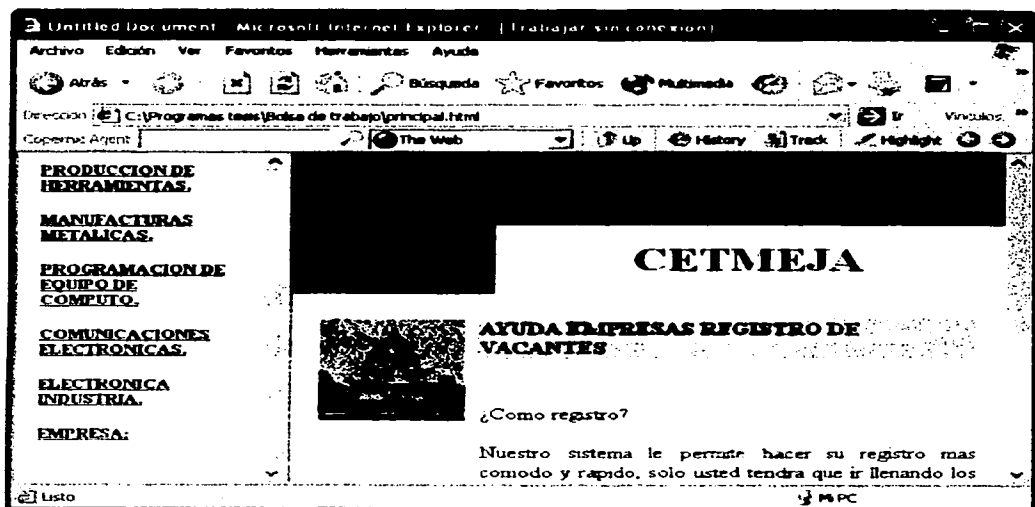 Untitled Document - Microsoft Internet Explorer - [Trabajar sin conexion]
Archivo Edición Ver Favoritos Herramientas Ayuda
Atrás Búsqueda Favoritos Multimedia
Dirección C:\Programas tesis\Bolsa de trabajo\principal.html Ir Vínculos
Copernic Agent The Web Up History Track Highlight
PRODUCCION DE
HERRAMIENTAS.
MANUFACTURAS
METALICAS.
PROGRAMACION DE
EQUIPO DE
COMPUTO.
COMUNICACIONES
ELECTRONICAS.
ELECTRONICA
INDUSTRIA.
EMPRESA:
CETMEJA
AYUDA EMPRESAS REGISTRO DE
VACANTES
¿Como registro?
Nuestro sistema le permite hacer su registro mas
comodo y rapido, solo usted tendra que ir llenando los
Listo Mi PC